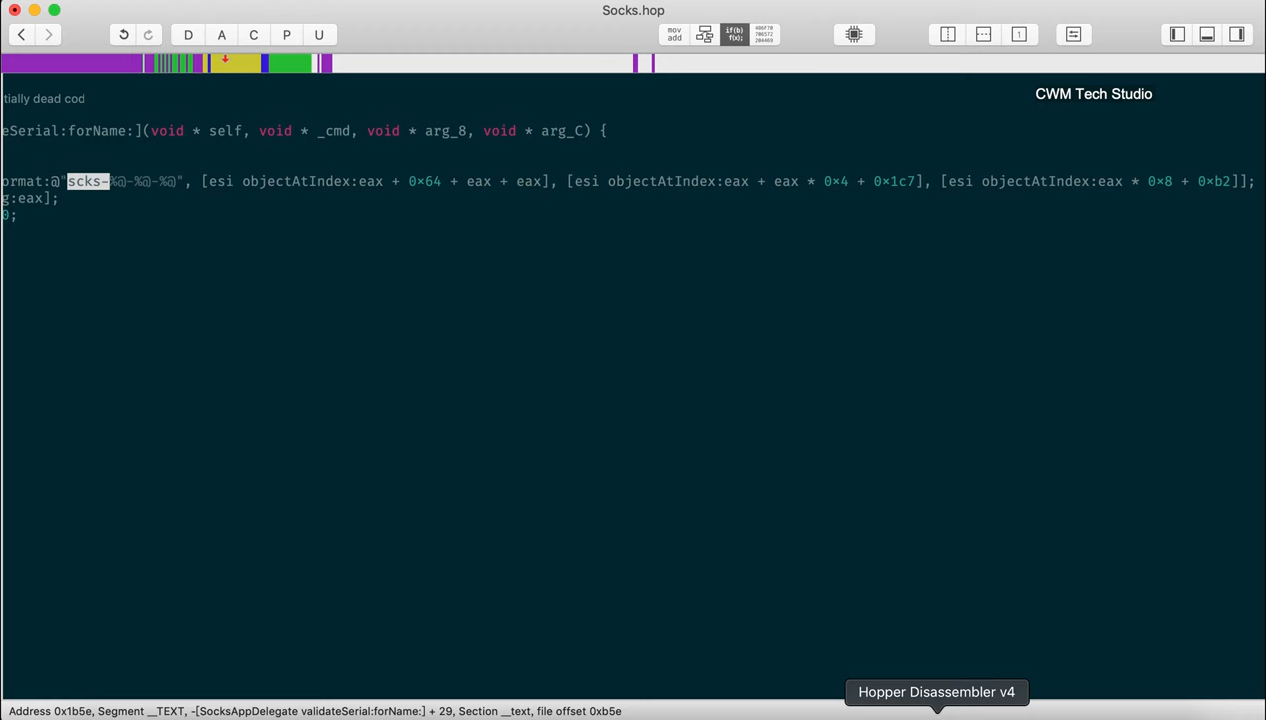 Socks.hop
D A C P U
mov
add
if(b)
f(x);
1
tially dead cod
CWM Tech Studio
eSerial:forName:](void * self, void * _cmd, void * arg_8, void * arg_C) {
ormat:@"scks-%@-%@-%@", [esi objectAtIndex:eax + 0x64 + eax + eax], [esi objectAtIndex:eax + eax * 0x4 + 0x1c7], [esi objectAtIndex:eax * 0x8 + 0xb2]];
g:eax];
0;
Hopper Disassembler v4
Address 0x1b5e, Segment __TEXT, -[SocksAppDelegate validateSerial:forName:] + 29, Section __text, file offset 0xb5e